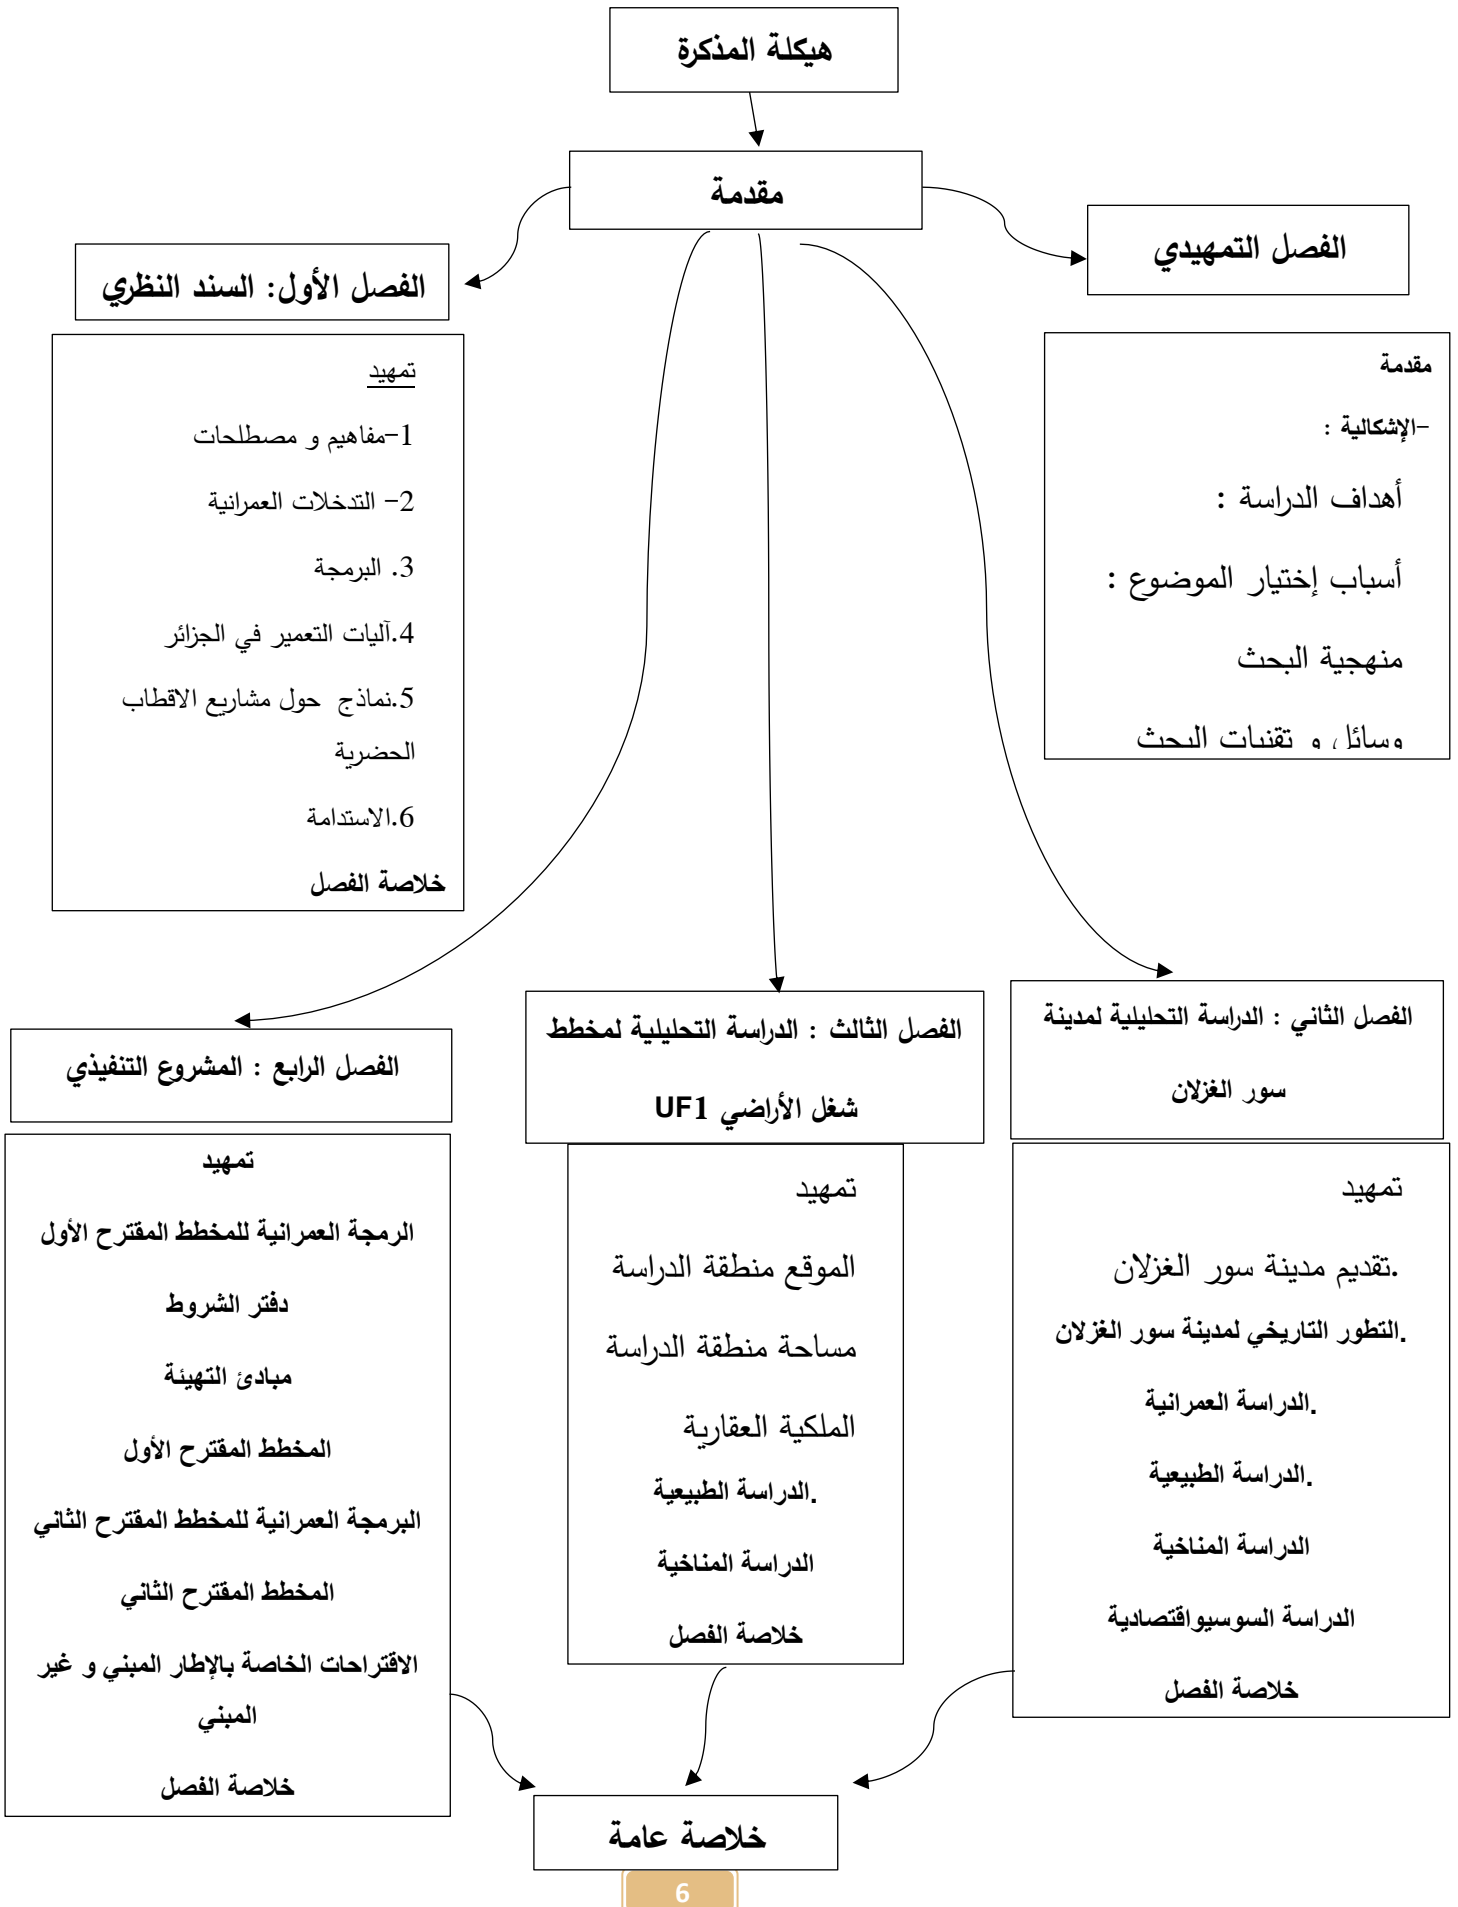 هيكلة المذكرة
مقدمة
الفصل التمهيدي
مقدمة
-الإشكالية :
أهداف الدراسة :
أسباب إختيار الموضوع :
منهجية البحث
وسائل و تقنيات البحث
الفصل الأول: السند النظري
تمهيد
1-مفاهيم و مصطلحات
2- التدخلات العمرانية
3. البرمجة
4.آليات التعمير في الجزائر
5.نماذج حول مشاريع الاقطاب
الحضرية
6.الاستدامة
خلاصة الفصل
الفصل الثاني : الدراسة التحليلية لمدينة
سور الغزلان
تمهيد
.تقديم مدينة سور الغزلان
.التطور التاريخي لمدينة سور الغزلان
.الدراسة العمرانية
.الدراسة الطبيعية
الدراسة المناخية
الدراسة السوسيواقتصادية
خلاصة الفصل
الفصل الثالث : الدراسة التحليلية لمخطط
شغل الأراضي UF1
تمهيد
الموقع منطقة الدراسة
مساحة منطقة الدراسة
الملكية العقارية
.الدراسة الطبيعية
الدراسة المناخية
خلاصة الفصل
الفصل الرابع : المشروع التنفيذي
تمهيد
الرمجة العمرانية للمخطط المقترح الأول
دفتر الشروط
مبادئ التهيئة
المخطط المقترح الأول
البرمجة العمرانية للمخطط المقترح الثاني
المخطط المقترح الثاني
الاقتراحات الخاصة بالإطار المبني و غير
المبني
خلاصة الفصل
خلاصة عامة
6